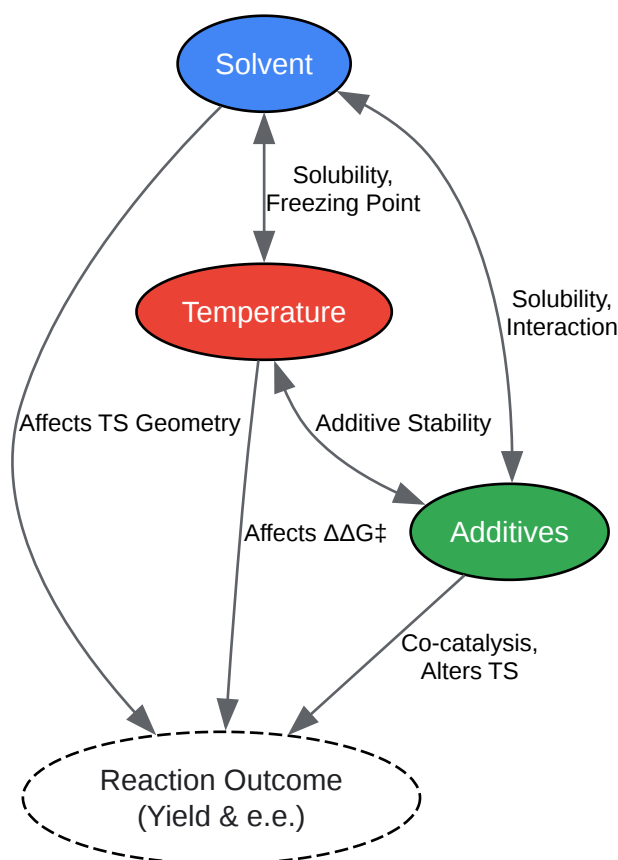 Solvent
Solubility,
Freezing Point
Temperature
Solubility,
Interaction
Affects TS Geometry
Additive Stability
Affects ΔΔG‡
Additives
Co-catalysis,
Alters TS
Reaction Outcome
(Yield & e.e.)